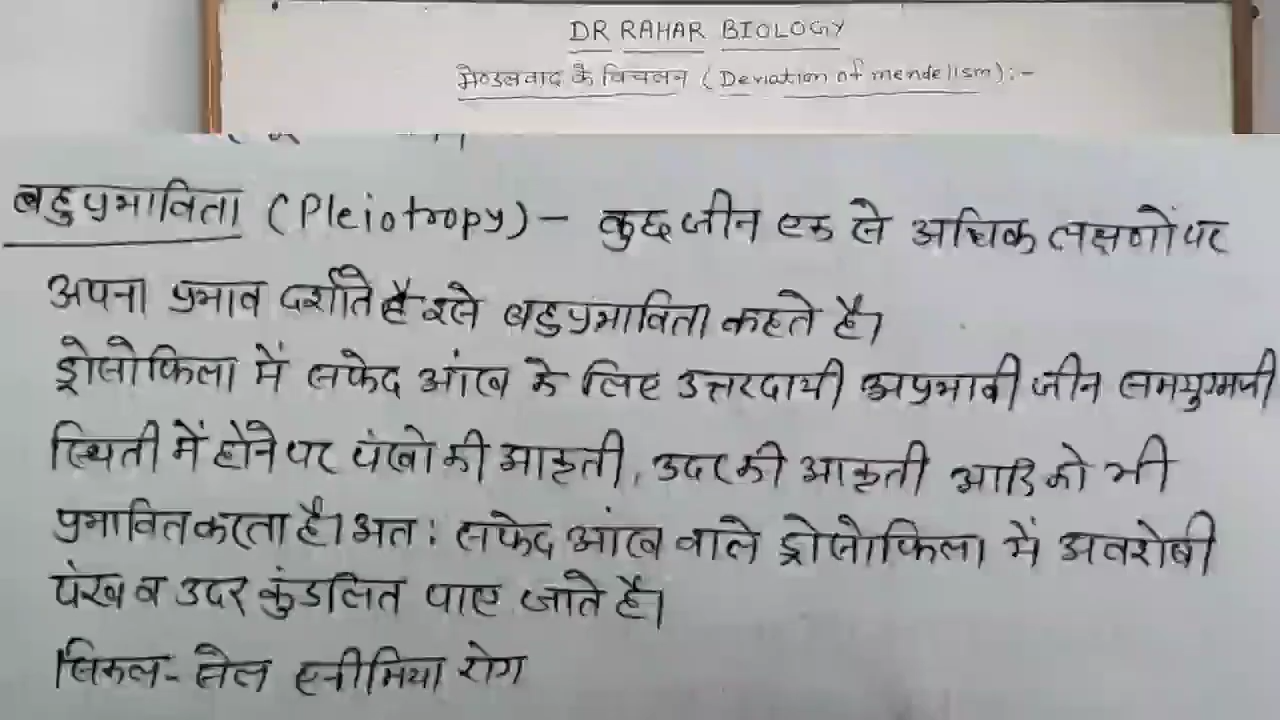 DR RAHAR BIOLOGY
मेण्डलवाद के विचलन (Deviation of mendelism):-
बहुप्रभाविता (Pleiotropy) - कुछ जीन एक से अधिक लक्षणों पर
अपना प्रभाव दर्शाते है इसे बहुप्रभाविता कहते है।
ड्रोसोफिला में सफेद आंख के लिए उत्तरदायी अप्रभावी जीन समयुग्मजी
स्थिती में होने पर पंखो की आकृती, उदर की आकृती आदि को भी
प्रभावित करता है। अत: सफेद आंख वाले ड्रोसोफिला में अवशेषी
पंख व उदर कुंडलित पाए जाते है।
सिकल-सेल एनीमिया रोग